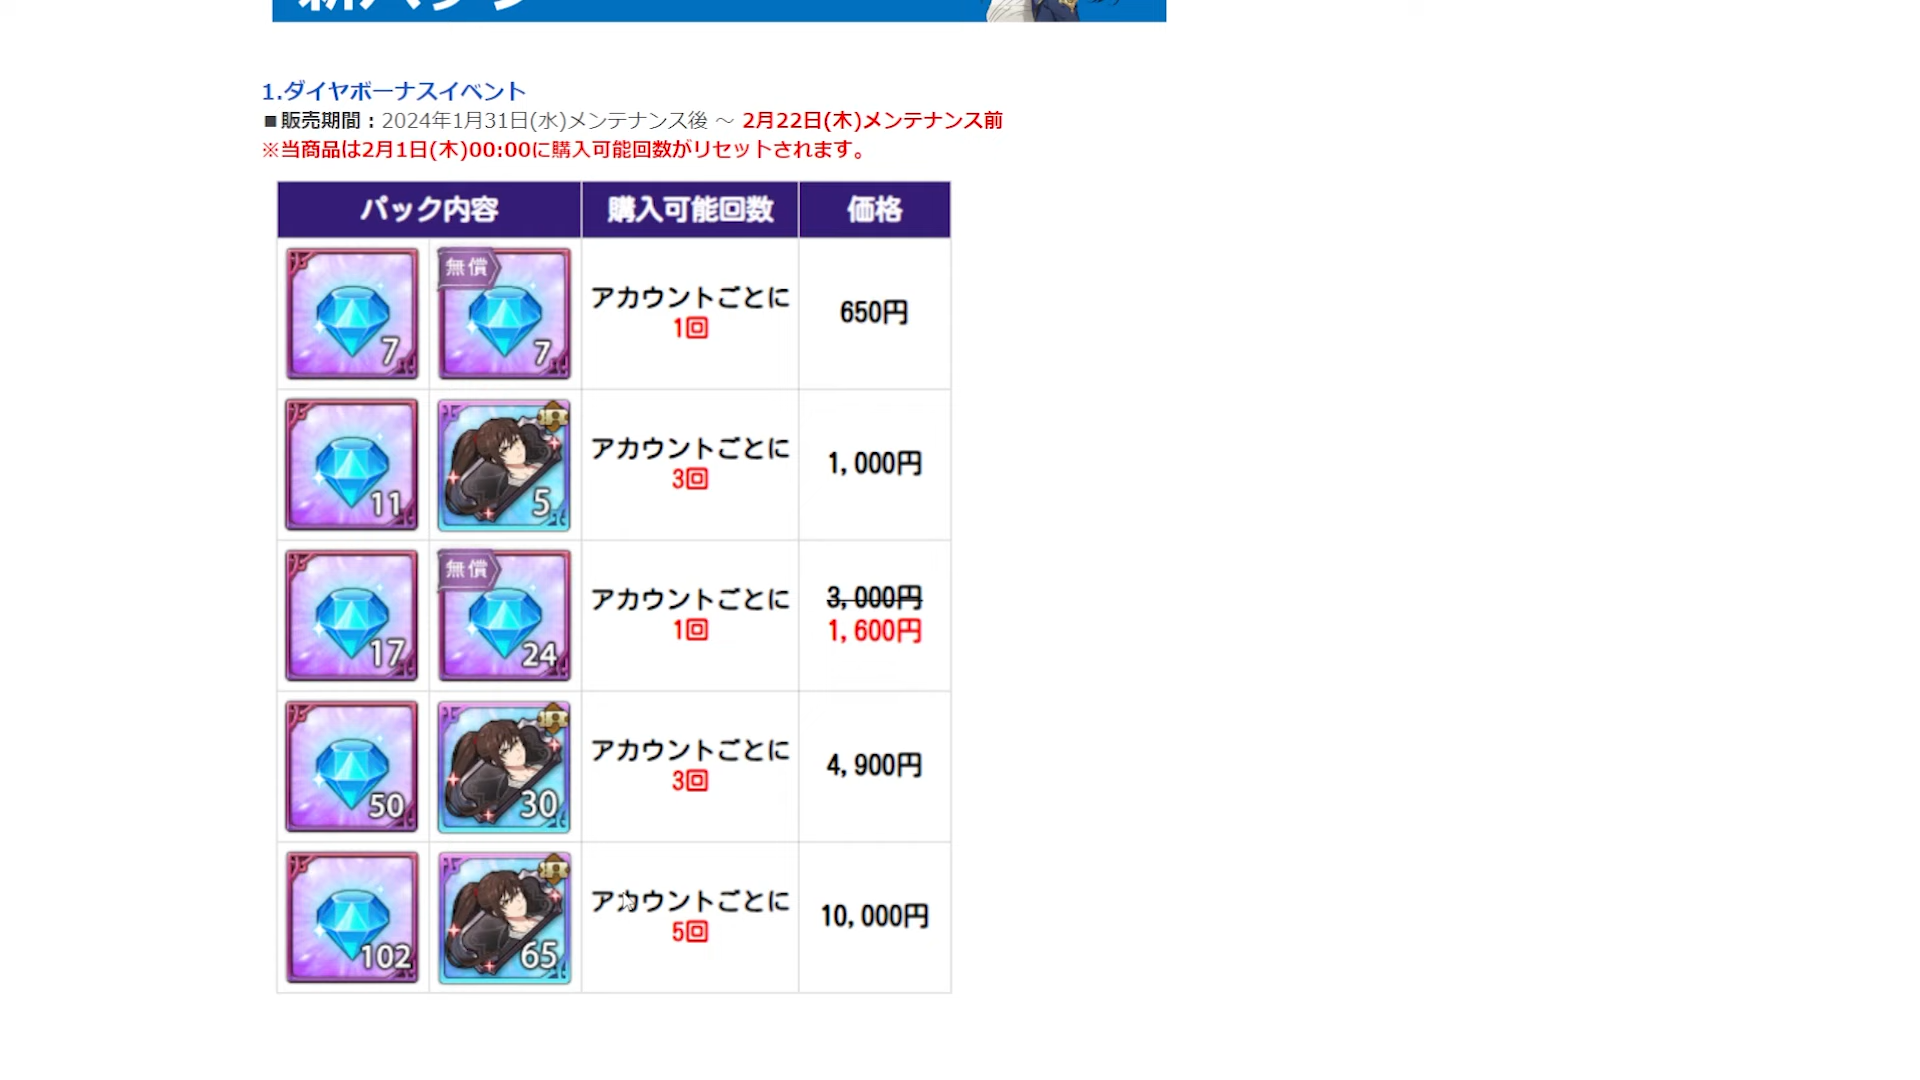 1.ダイヤボーナスイベント
■販売期間：2024年1月31日(水)メンテナンス後 ～ 2月22日(木)メンテナンス前
※当商品は2月1日(木)00:00に購入可能回数がリセットされます。
パック内容 購入可能回数 価格
7 無償 7 アカウントごとに
1回
650円
11 5 アカウントごとに
3回
1,000円
17 無償 24 アカウントごとに
1回
3,000円
1,600円
50 30 アカウントごとに
3回
4,900円
102 65 アカウントごとに
5回
10,000円